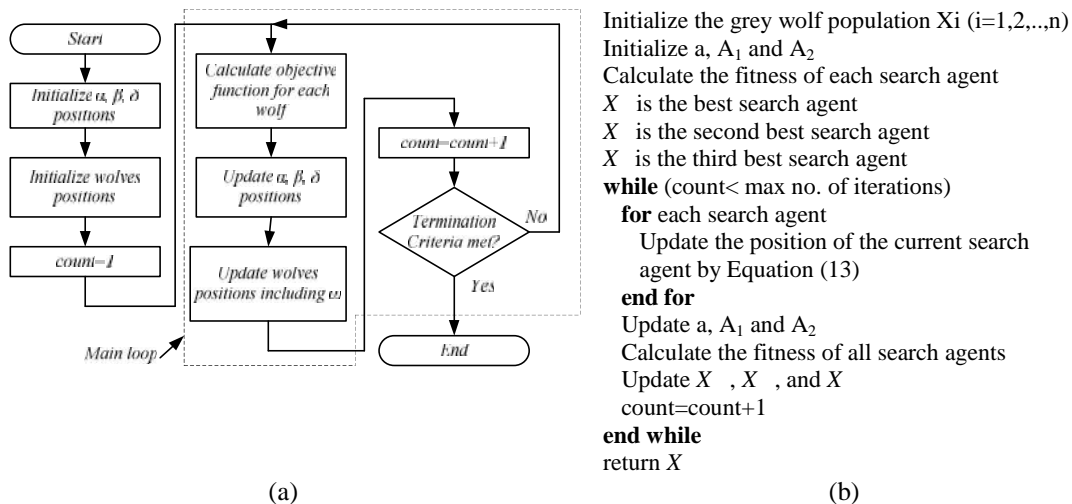 Start
Initialize α, β, δ
positions
Initialize wolves
positions
count=1
Main loop
Calculate objective
function for each
wolf
Update α, β, δ
positions
Update wolves
positions including ω
count=count+1
Termination
Criteria met?
No
Yes
End
(a)
Initialize the grey wolf population Xi (i=1,2,..,n)
Initialize a, A₁ and A₂
Calculate the fitness of each search agent
X is the best search agent
X is the second best search agent
X is the third best search agent
while (count< max no. of iterations)
for each search agent
Update the position of the current search
agent by Equation (13)
end for
Update a, A₁ and A₂
Calculate the fitness of all search agents
Update X , X , and X
count=count+1
end while
return X
(b)